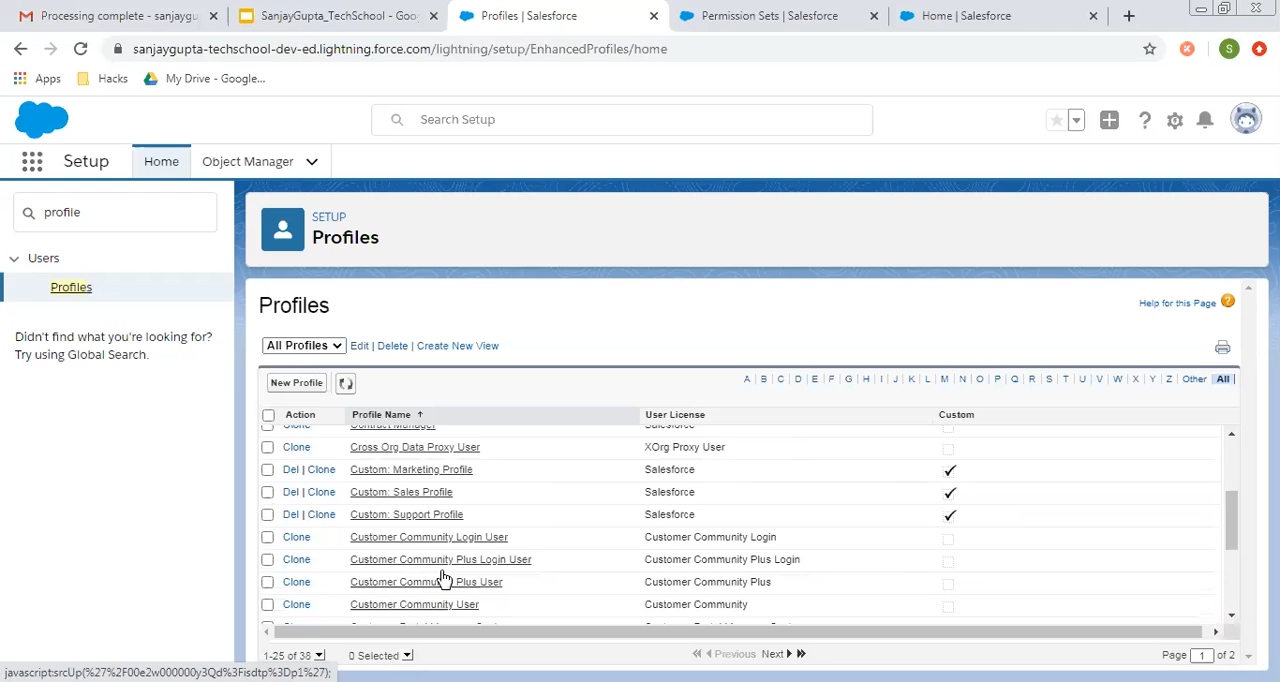 Processing complete - sanjaygu
SanjayGupta_TechSchool - Goo
Profiles | Salesforce
Permission Sets | Salesforce
Home | Salesforce
sanjaygupta-techschool-dev-ed.lightning.force.com/lightning/setup/EnhancedProfiles/home
S
Apps
Hacks
My Drive - Google...
Search Setup
Setup
Home
Object Manager
profile
Users
Profiles
Didn't find what you're looking for?
Try using Global Search.
SETUP
Profiles
Profiles
Help for this Page
All Profiles
Edit | Delete | Create New View
New Profile
A | B | C | D | E | F | G | H | I | J | K | L | M | N | O | P | Q | R | S | T | U | V | W | X | Y | Z | Other | All |
Action Profile Name User License Custom
Clone Contract Manager Salesforce
Clone Cross Org Data Proxy User XOrg Proxy User
Del | Clone Custom: Marketing Profile Salesforce
Del | Clone Custom: Sales Profile Salesforce
Del | Clone Custom: Support Profile Salesforce
Clone Customer Community Login User Customer Community Login
Clone Customer Community Plus Login User Customer Community Plus Login
Clone Customer Community Plus User Customer Community Plus
Clone Customer Community User Customer Community
1-25 of 38
0 Selected
Previous Next
Page 1 of 2
javascript:srcUp(%27%2F00e2w000000y3Qd%3Fisdtp%3Dp1%27);